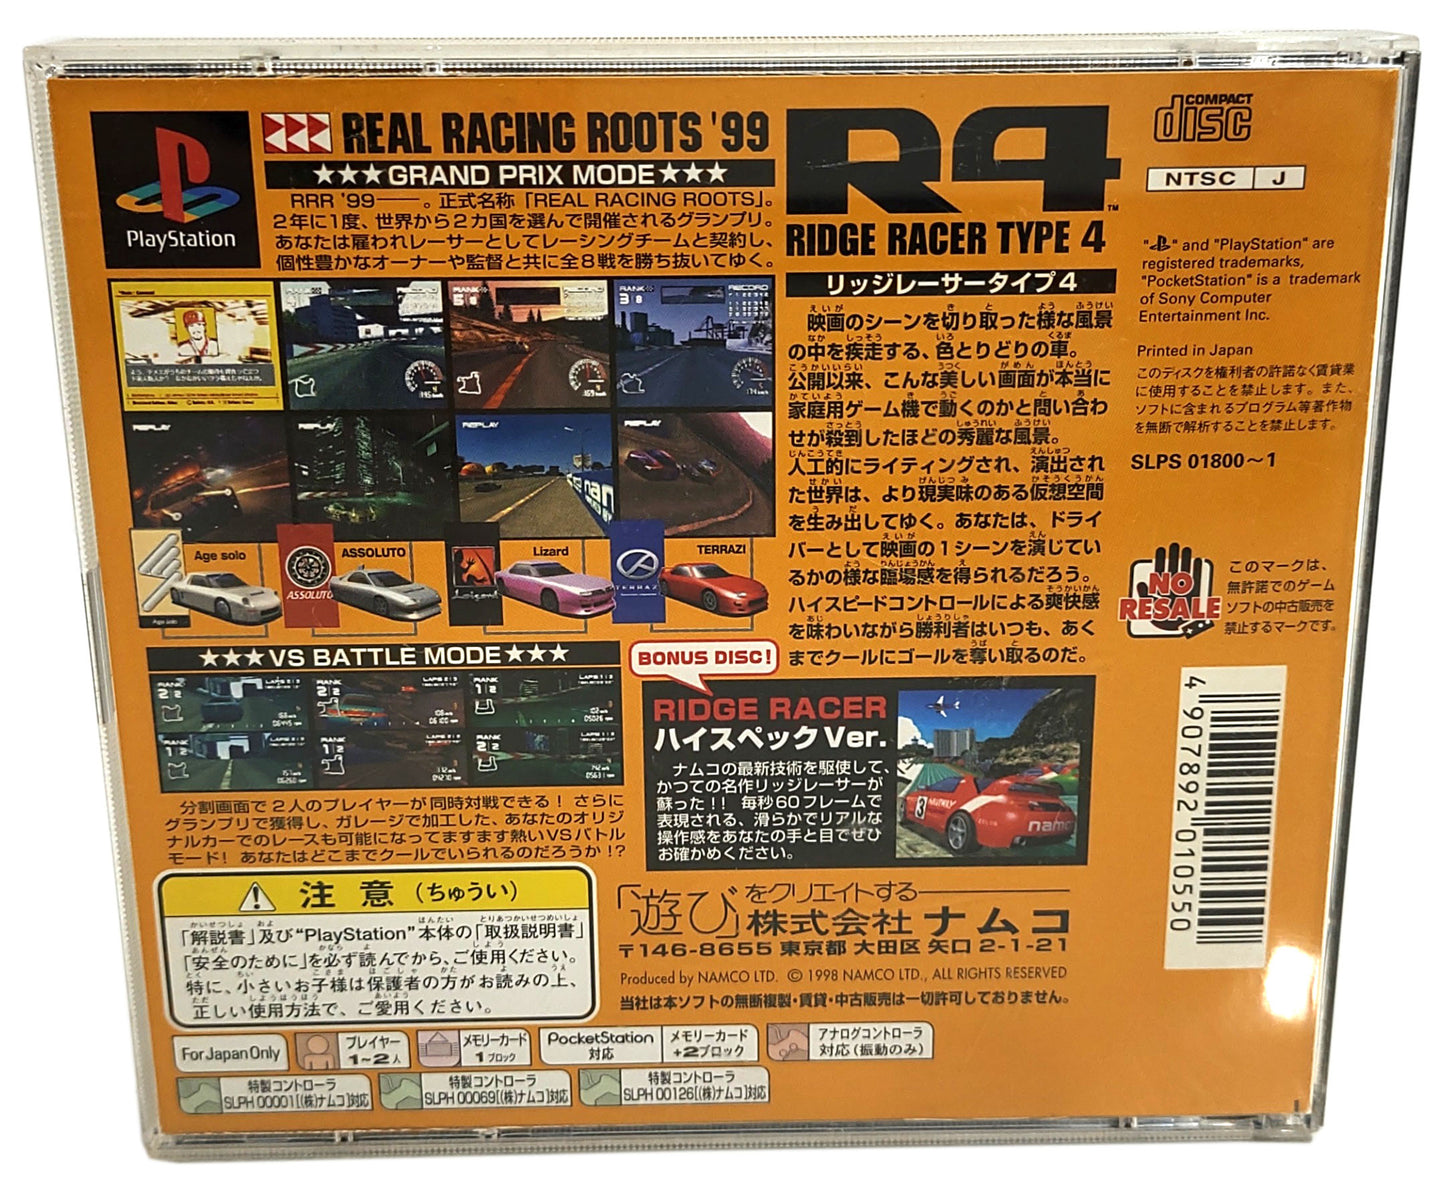 PlayStation
REAL RACING ROOTS '99
★★★GRAND PRIX MODE★★★
RRR '99――。正式名称「REAL RACING ROOTS」。
2年に1度、世界から2カ国を選んで開催されるグランプリ。
あなたは雇われレーサーとしてレーシングチームと契約し、
個性豊かなオーナーや監督と共に全8戦を勝ち抜いてゆく。
RANK
RECORD
RANK
5/8
RECORD
RANK
3/8
RECORD
REPLAY
REPLAY
REPLAY
REPLAY
Age solo
ASSOLUTO
Lizard
TERRAZI
★★★VS BATTLE MODE★★★
分割画面で2人のプレイヤーが同時対戦できる! さらに
グランプリで獲得し、ガレージで加工した、あなたのオリジ
ナルカーでのレースも可能になってますます熱いVSバトル
モード! あなたはどこまでクールでいられるのだろうか!?
R4™
RIDGE RACER TYPE 4
リッジレーサータイプ4
映画のシーンを切り取った様な風景
の中を疾走する、色とりどりの車。
公開以来、こんな美しい画面が本当に
家庭用ゲーム機で動くのかと問い合わ
せが殺到したほどの秀麗な風景。
人工的にライティングされ、演出され
た世界は、より現実味のある仮想空間
を生み出してゆく。あなたは、ドライ
バーとして映画の1シーンを演じてい
るかの様な臨場感を得られるだろう。
ハイスピードコントロールによる爽快感
を味わいながら勝利者はいつも、あく
までクールにゴールを奪い取るのだ。
BONUS DISC!
RIDGE RACER
ハイスペックVer.
ナムコの最新技術を駆使して、
かつての名作リッジレーサーが
蘇った!! 毎秒60フレームで
表現される、滑らかでリアルな
操作感をあなたの手と目でぜひ
お確かめください。
COMPACT
disc
NTSC J
"PS" and "PlayStation" are
registered trademarks,
"PocketStation" is a trademark
of Sony Computer
Entertainment Inc.
Printed in Japan
このディスクを権利者の許諾なく賃貸業
に使用することを禁止します。また、
ソフトに含まれるプログラム等著作物
を無断で解析することを禁止します。
SLPS 01800～1
NO
RESALE
このマークは、
無許諾でのゲーム
ソフトの中古販売を
禁止するマークです。
4 907892 010550
注意(ちゅうい)
「解説書」及び"PlayStation"本体の「取扱説明書」
「安全のために」を必ず読んでから、ご使用ください。
特に、小さいお子様は保護者の方がお読みの上、
正しい使用方法で、ご愛用ください。
「遊び」をクリエイトする
株式会社ナムコ
〒146-8655 東京都 大田区 矢口 2-1-21
Produced by NAMCO LTD. © 1998 NAMCO LTD., ALL RIGHTS RESERVED
当社は本ソフトの無断複製・賃貸・中古販売は一切許可しておりません。
For Japan Only
プレイヤー
1～2人
メモリーカード
1ブロック
PocketStation
対応
メモリーカード
+2ブロック
アナログコントローラ
対応(振動のみ)
特製コントローラ
SLPH 00001[(株)ナムコ]対応
特製コントローラ
SLPH 00069[(株)ナムコ]対応
特製コントローラ
SLPH 00126[(株)ナムコ]対応